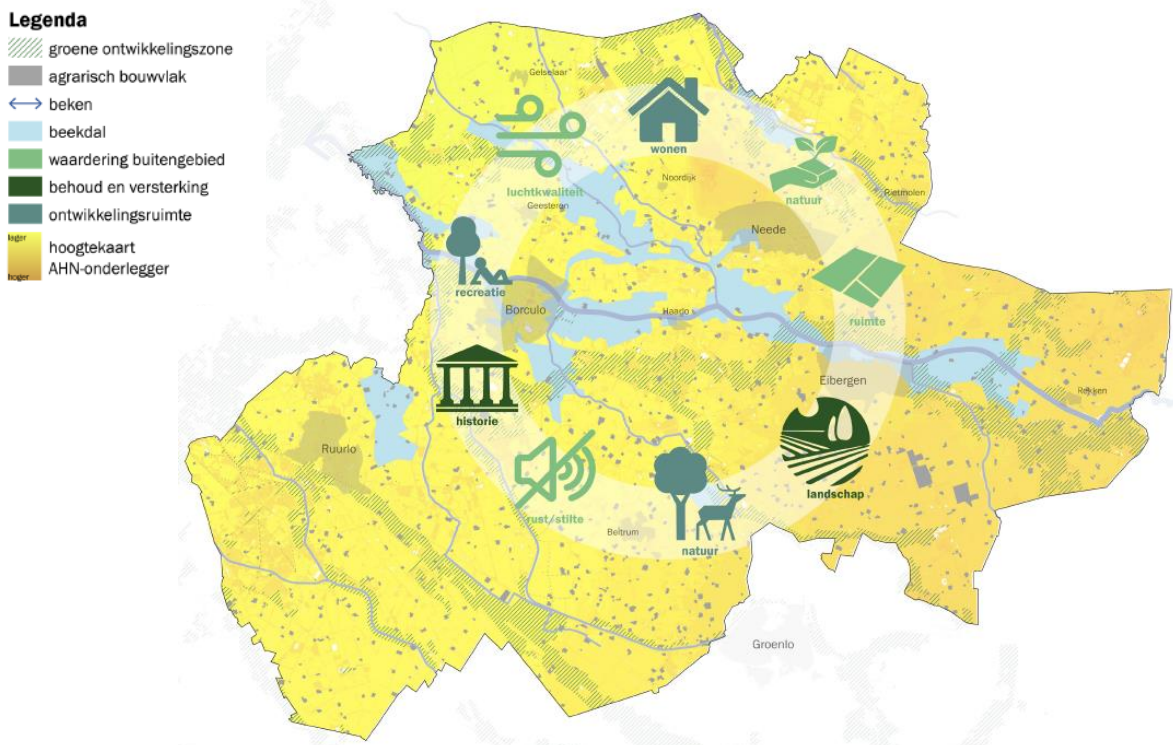 Legenda
groene ontwikkelingszone
agrarisch bouwvlak
beken
beekdal
waardering buitengebied
behoud en versterking
ontwikkelingsruimte
lager
hoger
hoogtekaart
AHN-onderlegger
Gelselaar
wonen
luchtkwaliteit
Noordijk
natuur
Rietmolen
Geesteren
Neede
recreatie
Borculo
Haarlo
ruimte
Eibergen
Rekken
historie
Ruurlo
landschap
rust/stilte
Beltrum
natuur
Groenlo